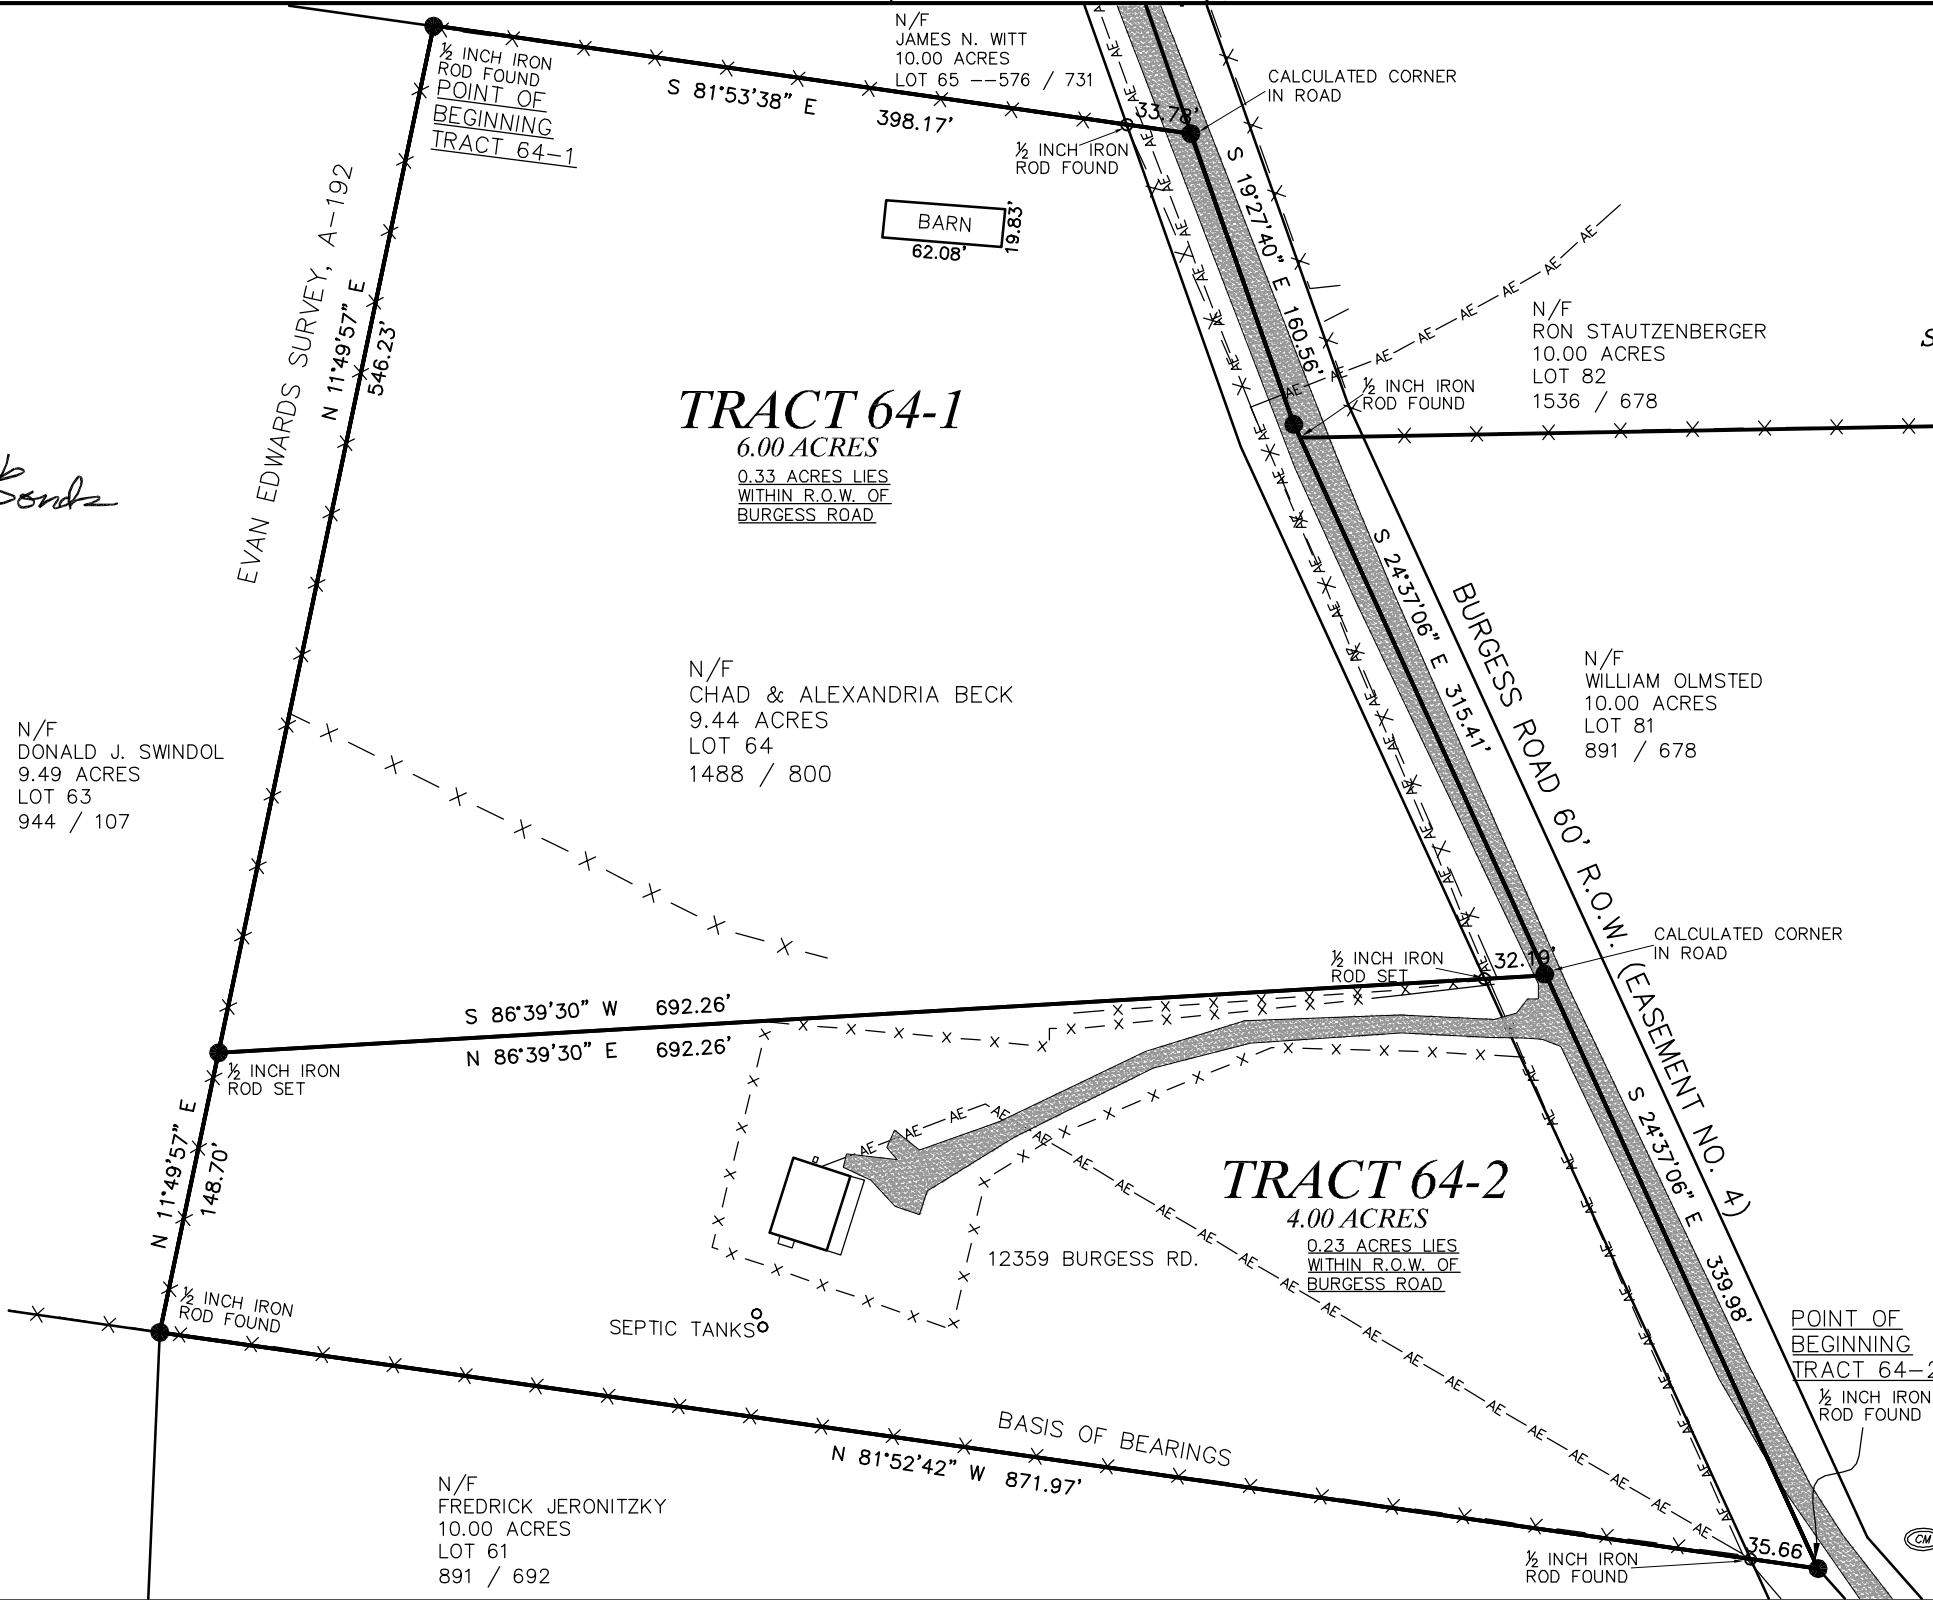 N/F
JAMES N. WITT
10.00 ACRES
LOT 65 --576 / 731
½ INCH IRON
ROD FOUND
POINT OF
BEGINNING
TRACT 64-1
S 81°53'38" E
398.17'
33.78'
CALCULATED CORNER
IN ROAD
½ INCH IRON
ROD FOUND
BARN
62.08'
19.83'
S 19°27'40" E 160.56'
EVAN EDWARDS SURVEY, A-192
N 11°49'57" E
546.23'
N/F
RON STAUTZENBERGER
10.00 ACRES
LOT 82
1536 / 678
½ INCH IRON
ROD FOUND
TRACT 64-1
6.00 ACRES
0.33 ACRES LIES
WITHIN R.O.W. OF
BURGESS ROAD
S 24°37'06" E 315.41'
BURGESS ROAD 60' R.O.W. (EASEMENT NO. 4)
N/F
CHAD & ALEXANDRIA BECK
9.44 ACRES
LOT 64
1488 / 800
N/F
WILLIAM OLMSTED
10.00 ACRES
LOT 81
891 / 678
N/F
DONALD J. SWINDOL
9.49 ACRES
LOT 63
944 / 107
½ INCH IRON
ROD SET
32.19'
CALCULATED CORNER
IN ROAD
S 86°39'30" W 692.26'
N 86°39'30" E 692.26'
½ INCH IRON
ROD SET
N 11°49'57" E
148.70'
S 24°37'06" E 339.98'
TRACT 64-2
4.00 ACRES
0.23 ACRES LIES
WITHIN R.O.W. OF
BURGESS ROAD
12359 BURGESS RD.
½ INCH IRON
ROD FOUND
SEPTIC TANKS
POINT OF
BEGINNING
TRACT 64-2
½ INCH IRON
ROD FOUND
BASIS OF BEARINGS
N 81°52'42" W 871.97'
35.66
½ INCH IRON
ROD FOUND
N/F
FREDRICK JERONITZKY
10.00 ACRES
LOT 61
891 / 692
CM